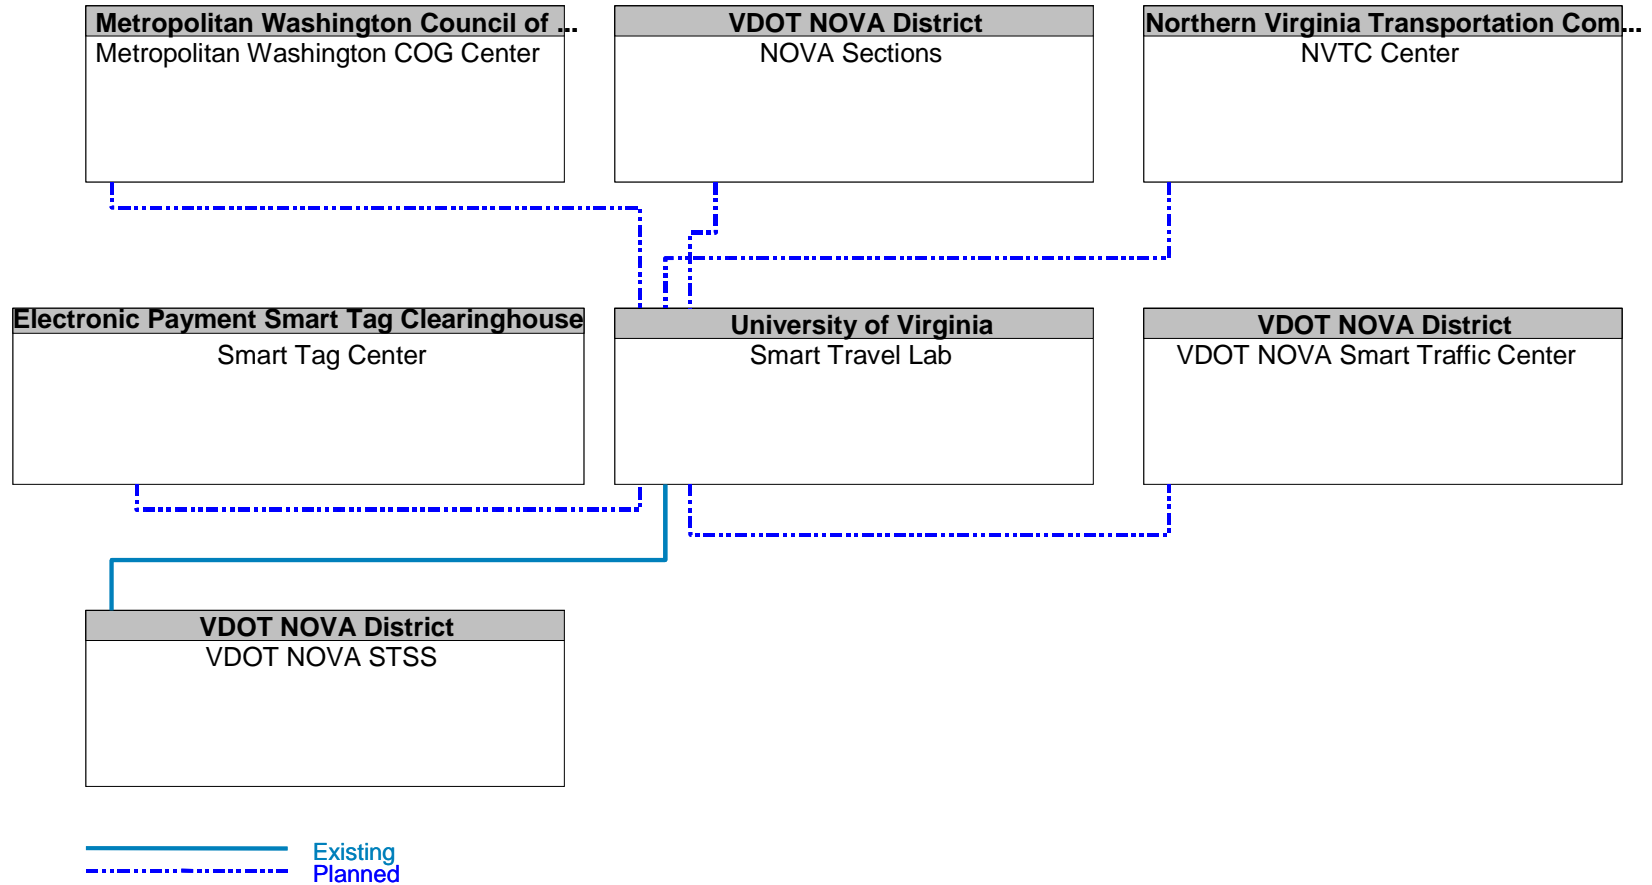 Metropolitan Washington Council of ...
Metropolitan Washington COG Center
VDOT NOVA District
NOVA Sections
Northern Virginia Transportation Com...
NVTC Center
Electronic Payment Smart Tag Clearinghouse
Smart Tag Center
University of Virginia
Smart Travel Lab
VDOT NOVA District
VDOT NOVA Smart Traffic Center
VDOT NOVA District
VDOT NOVA STSS
Existing
Planned